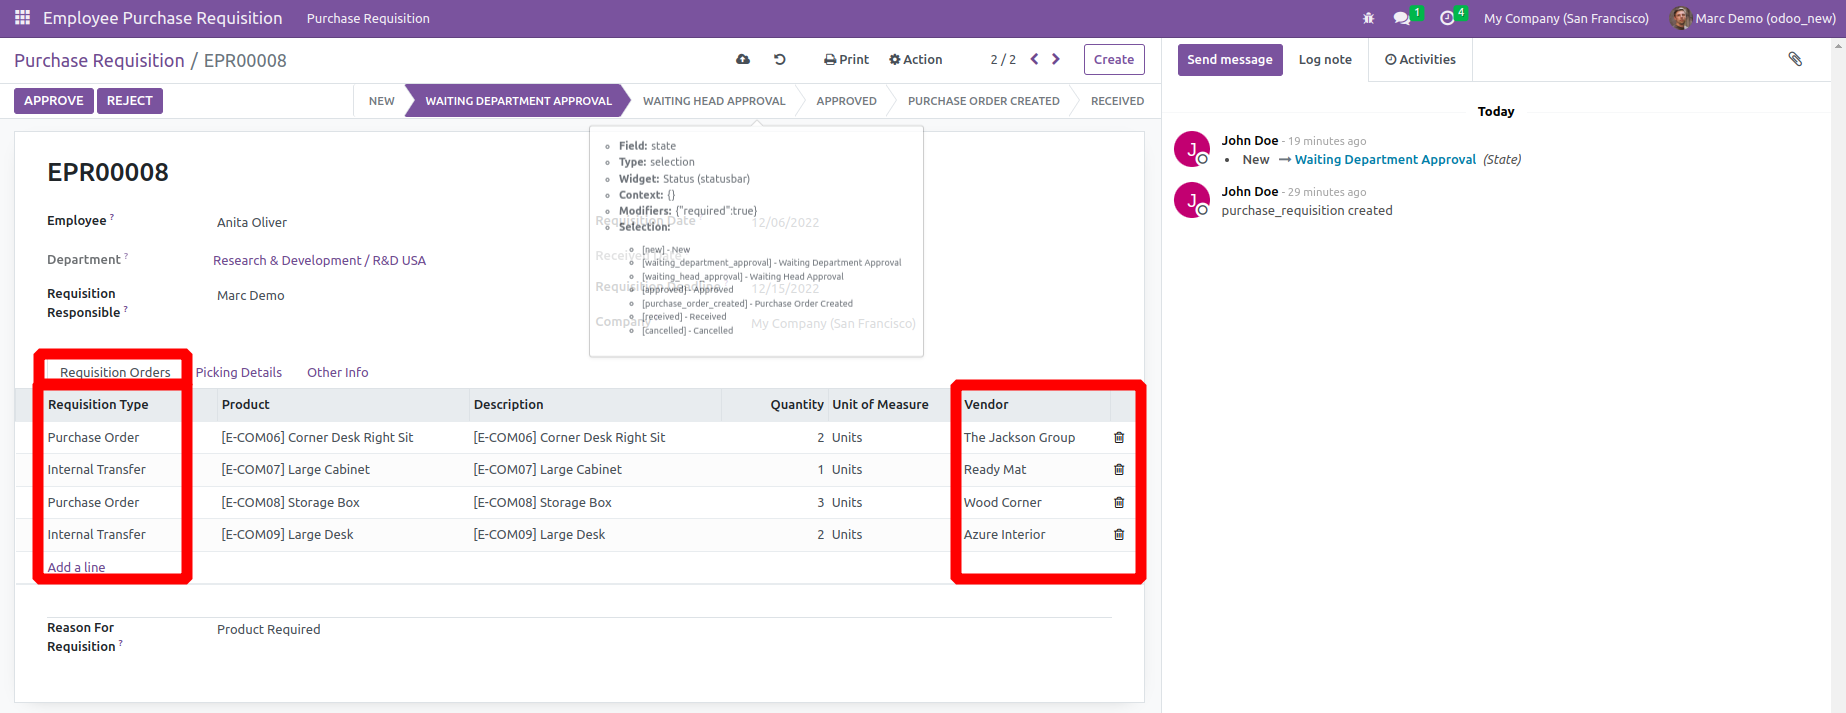 Employee Purchase Requisition Purchase Requisition 1 4 My Company (San Francisco) Marc Demo (odoo_new)
Purchase Requisition / EPR00008 Print Action 2 / 2 Create
APPROVE REJECT NEW WAITING DEPARTMENT APPROVAL WAITING HEAD APPROVAL APPROVED PURCHASE ORDER CREATED RECEIVED
EPR00008
Employee ? Anita Oliver
Department ? Research & Development / R&D USA
Requisition Responsible ? Marc Demo
Field: state
Type: selection
Widget: Status (statusbar)
Context: {}
Modifiers: {"required":true}
Requisition Date 12/06/2022
Selection:
[new] - New
Received Date
[waiting_department_approval] - Waiting Department Approval
[waiting_head_approval] - Waiting Head Approval
Requisition Deadline 12/15/2022
[approved] - Approved
[purchase_order_created] - Purchase Order Created
[received] - Received
Company My Company (San Francisco)
[cancelled] - Cancelled
Requisition Orders Picking Details Other Info
Requisition Type Product Description Quantity Unit of Measure Vendor
Purchase Order [E-COM06] Corner Desk Right Sit [E-COM06] Corner Desk Right Sit 2 Units The Jackson Group
Internal Transfer [E-COM07] Large Cabinet [E-COM07] Large Cabinet 1 Units Ready Mat
Purchase Order [E-COM08] Storage Box [E-COM08] Storage Box 3 Units Wood Corner
Internal Transfer [E-COM09] Large Desk [E-COM09] Large Desk 2 Units Azure Interior
Add a line
Reason For Requisition ? Product Required
Send message Log note Activities
Today
J John Doe - 19 minutes ago
• New → Waiting Department Approval (State)
J John Doe - 29 minutes ago
purchase_requisition created